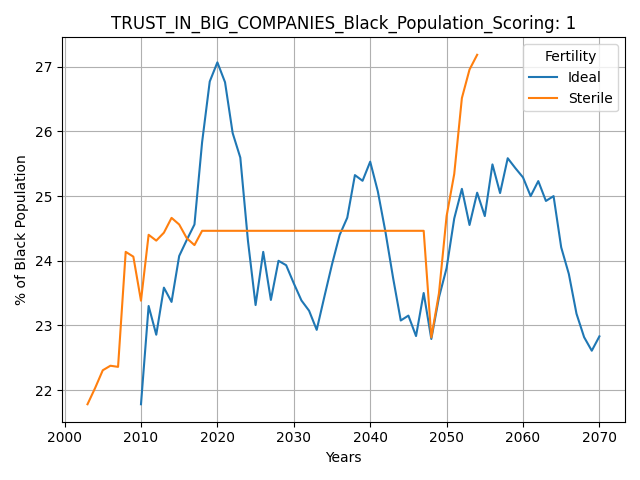 TRUST_IN_BIG_COMPANIES_Black_Population_Scoring: 1
Fertility
Ideal
Sterile
% of Black Population
27
26
25
24
23
22
2000 2010 2020 2030 2040 2050 2060 2070
Years